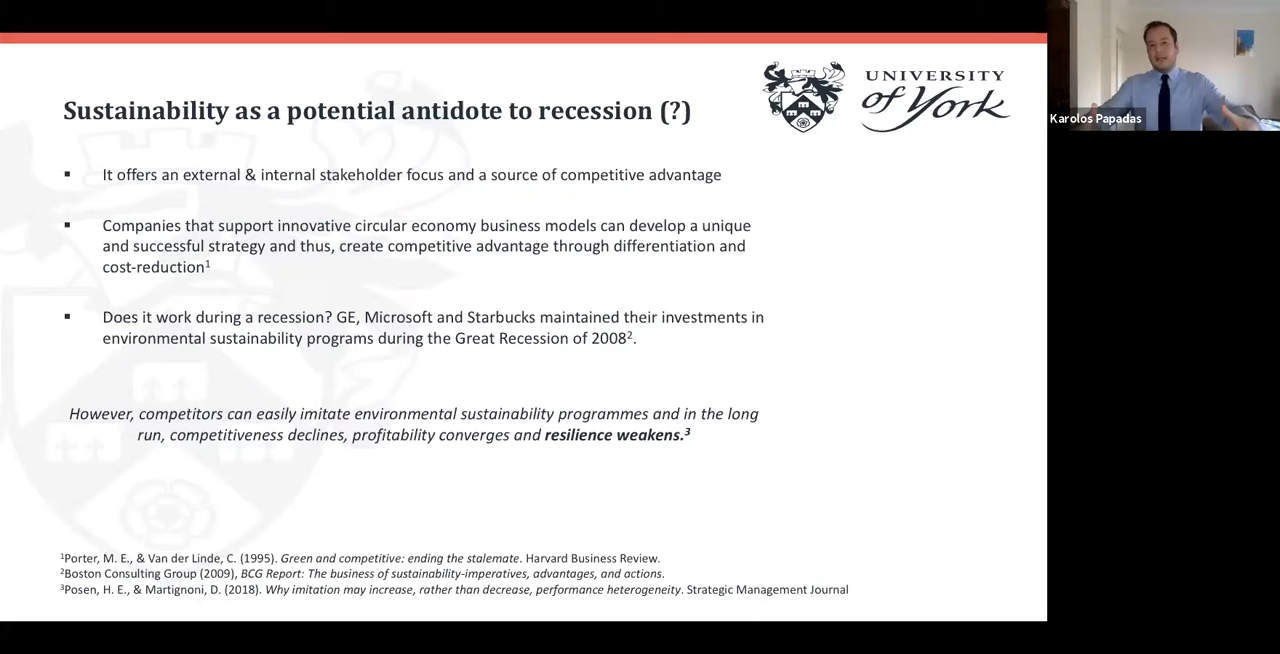 Sustainability as a potential antidote to recession (?)
UNIVERSITY
of York
Karolos Papadas
▪ It offers an external & internal stakeholder focus and a source of competitive advantage
▪ Companies that support innovative circular economy business models can develop a unique
and successful strategy and thus, create competitive advantage through differentiation and
cost-reduction¹
▪ Does it work during a recession? GE, Microsoft and Starbucks maintained their investments in
environmental sustainability programs during the Great Recession of 2008².
However, competitors can easily imitate environmental sustainability programmes and in the long
run, competitiveness declines, profitability converges and resilience weakens.³
¹Porter, M. E., & Van der Linde, C. (1995). Green and competitive: ending the stalemate. Harvard Business Review.
²Boston Consulting Group (2009), BCG Report: The business of sustainability-imperatives, advantages, and actions.
³Posen, H. E., & Martignoni, D. (2018). Why imitation may increase, rather than decrease, performance heterogeneity. Strategic Management Journal